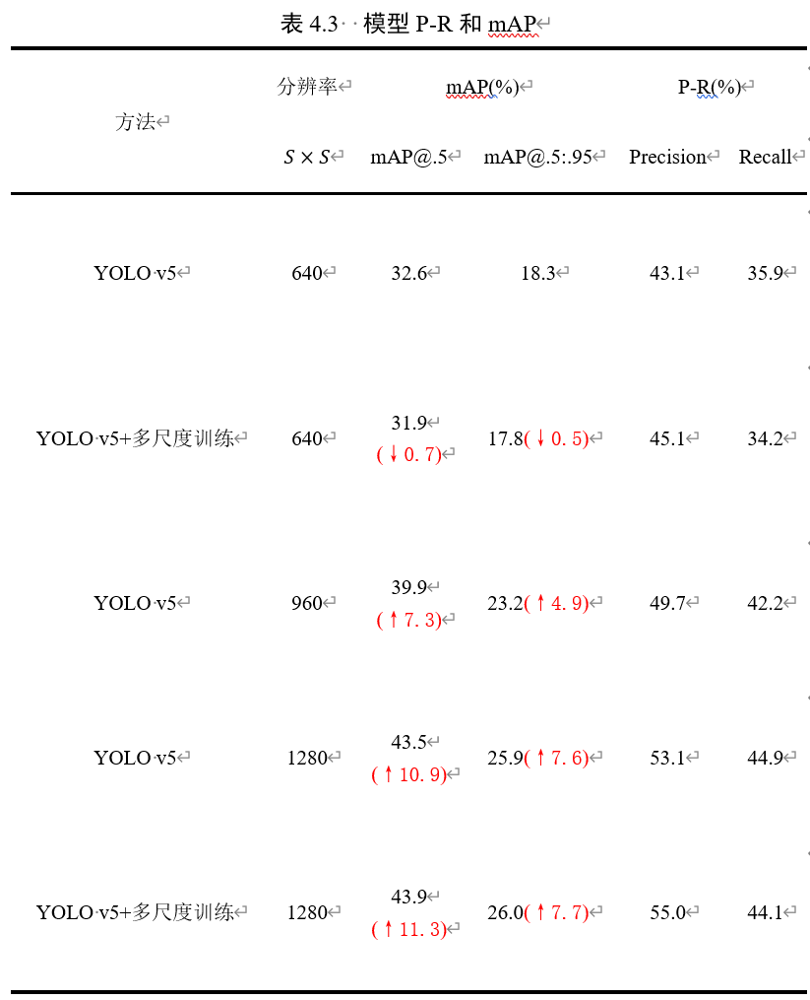 表 4.3 模型 P-R 和 mAP
方法 分辨率 mAP(%) P-R(%)
S × S mAP@.5 mAP@.5:.95 Precision Recall
YOLO v5 640 32.6 18.3 43.1 35.9
YOLO v5+多尺度训练 640 31.9 17.8(↓0.5) 45.1 34.2
(↓0.7)
YOLO v5 960 39.9 23.2(↑4.9) 49.7 42.2
(↑7.3)
YOLO v5 1280 43.5 25.9(↑7.6) 53.1 44.9
(↑10.9)
YOLO v5+多尺度训练 1280 43.9 26.0(↑7.7) 55.0 44.1
(↑11.3)